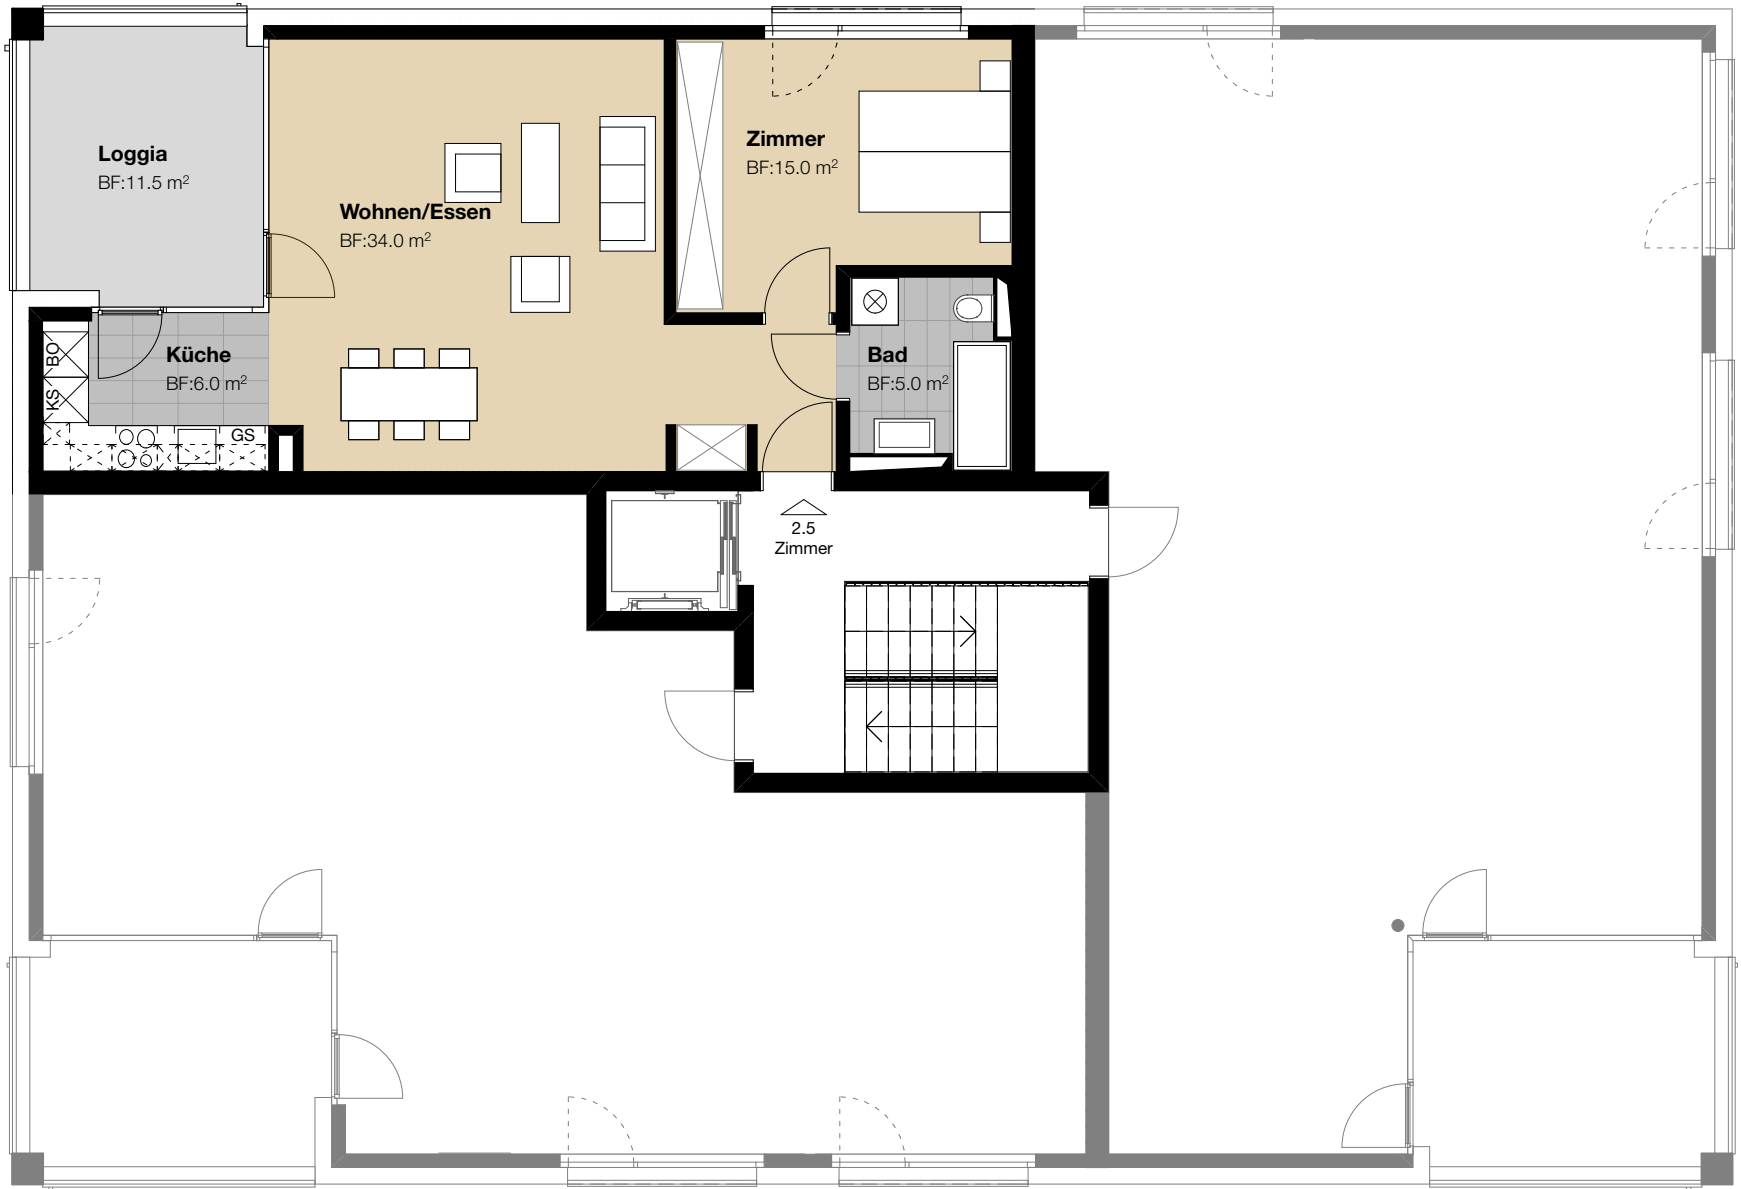 Loggia
BF:11.5 m²
Wohnen/Essen
BF:34.0 m²
Zimmer
BF:15.0 m²
Küche
BF:6.0 m²
Bad
BF:5.0 m²
BO
KS
GS
2.5
Zimmer